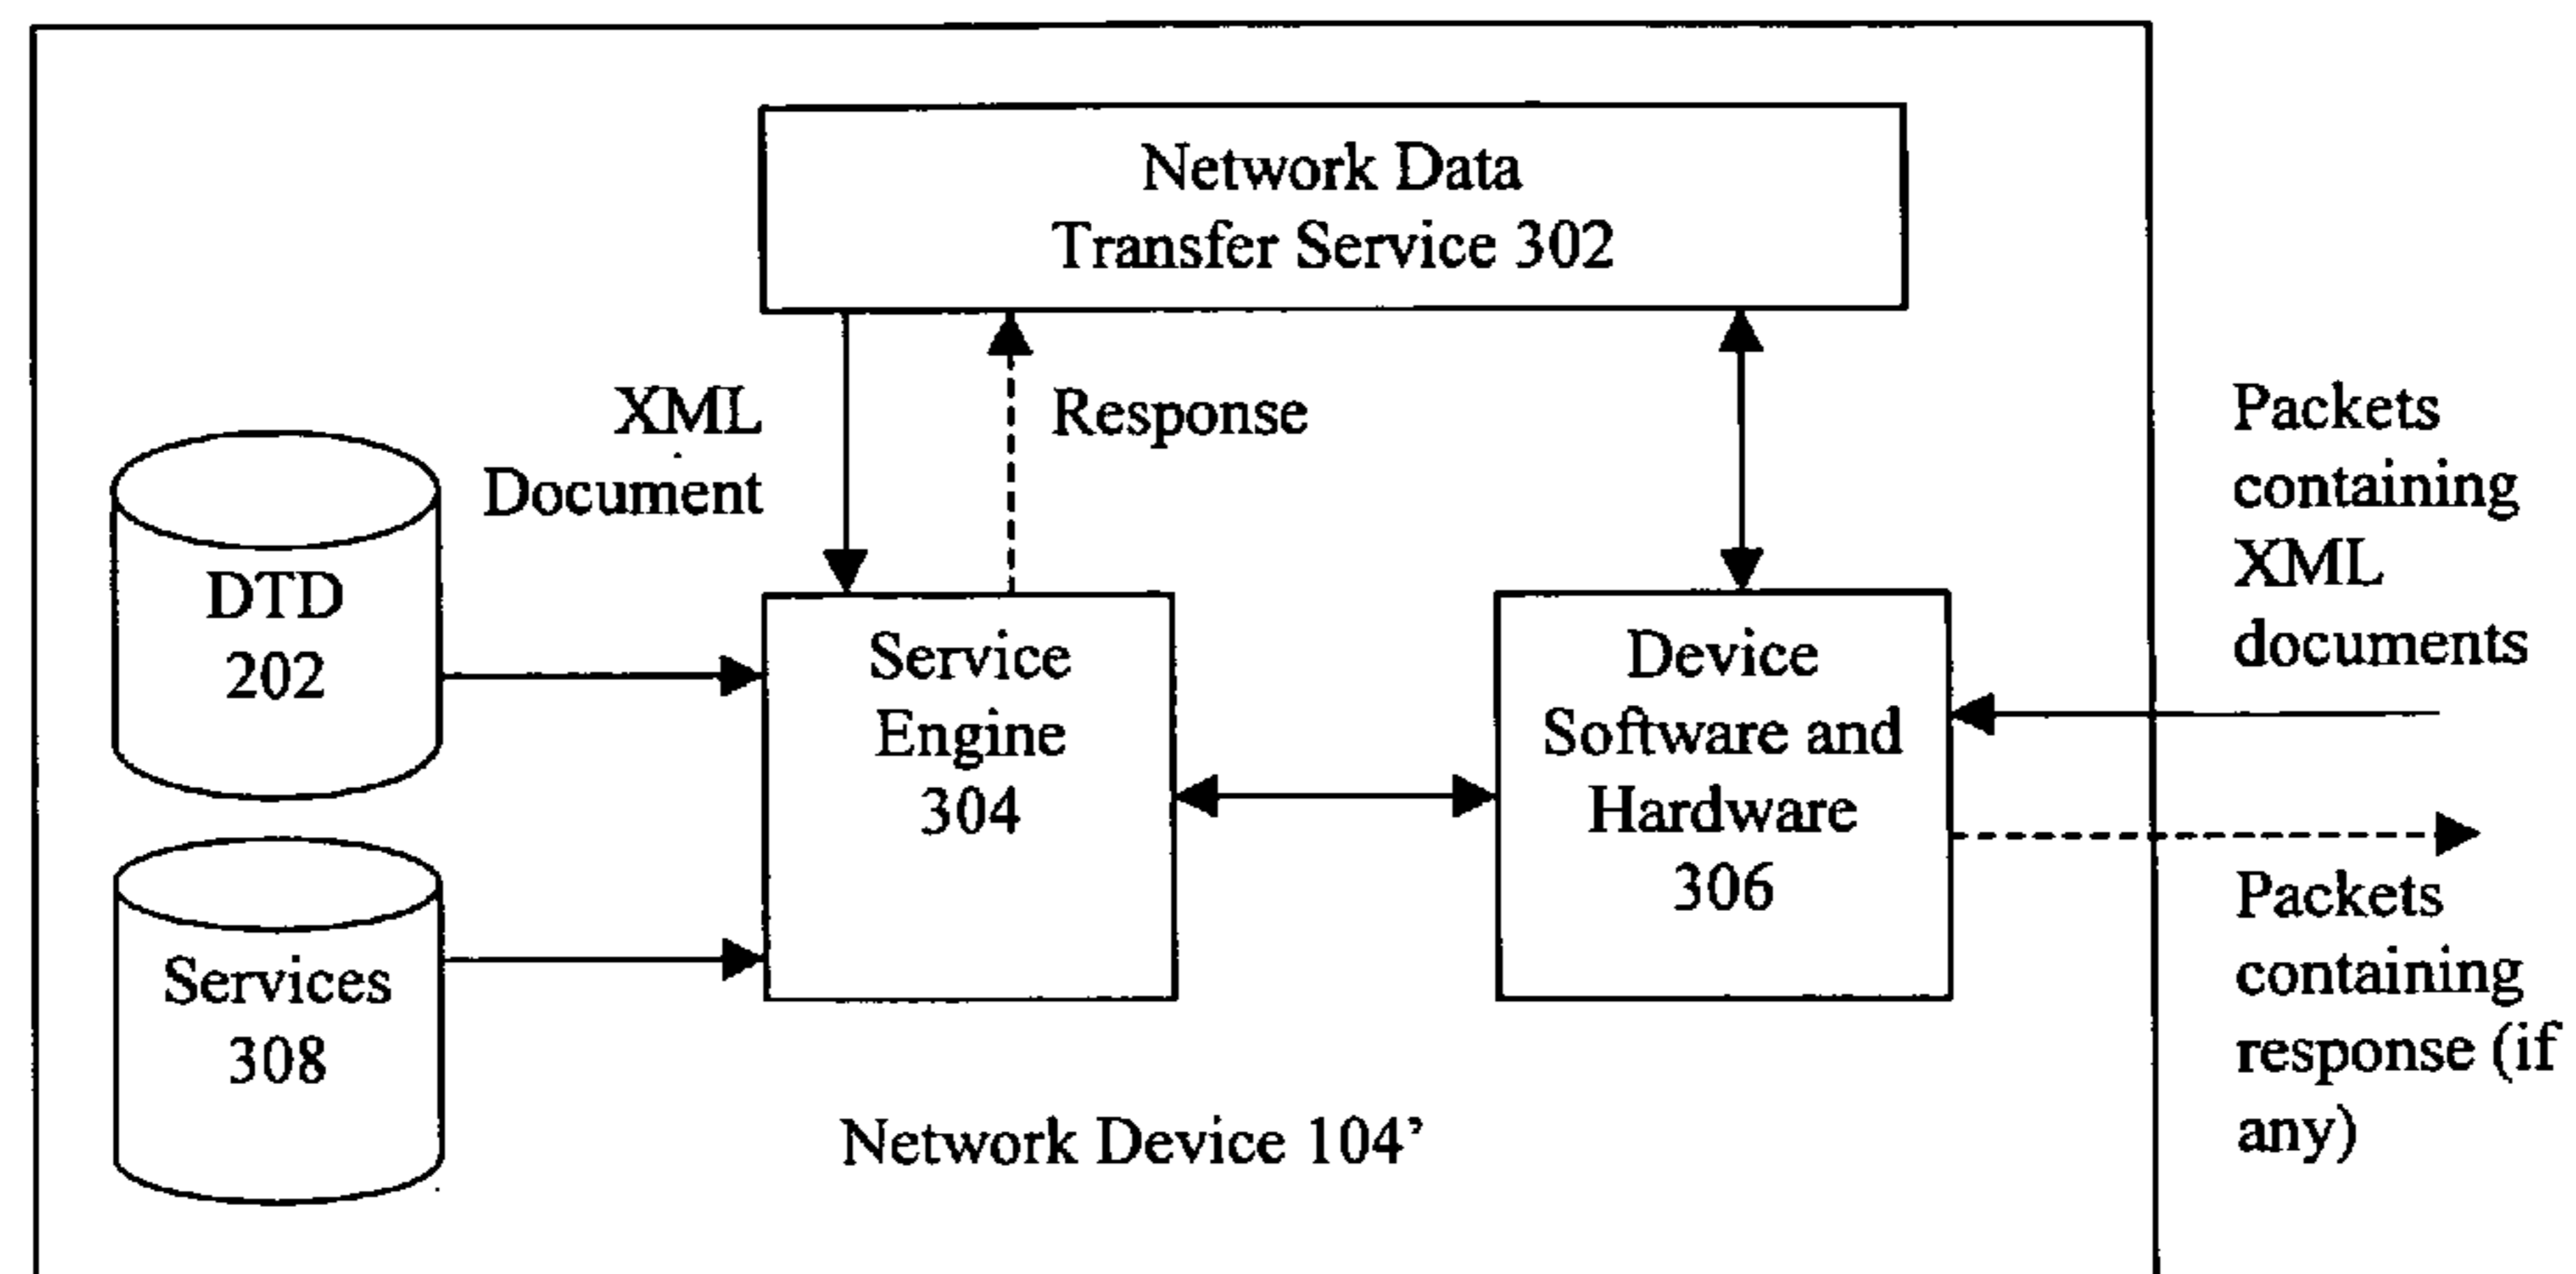 Network Data
Transfer Service 302
XML
Document
Response
Packets
containing
XML
documents
DTD
202
Service
Engine
304
Device
Software and
Hardware
306
Services
308
Packets
containing
response (if
any)
Network Device 104’